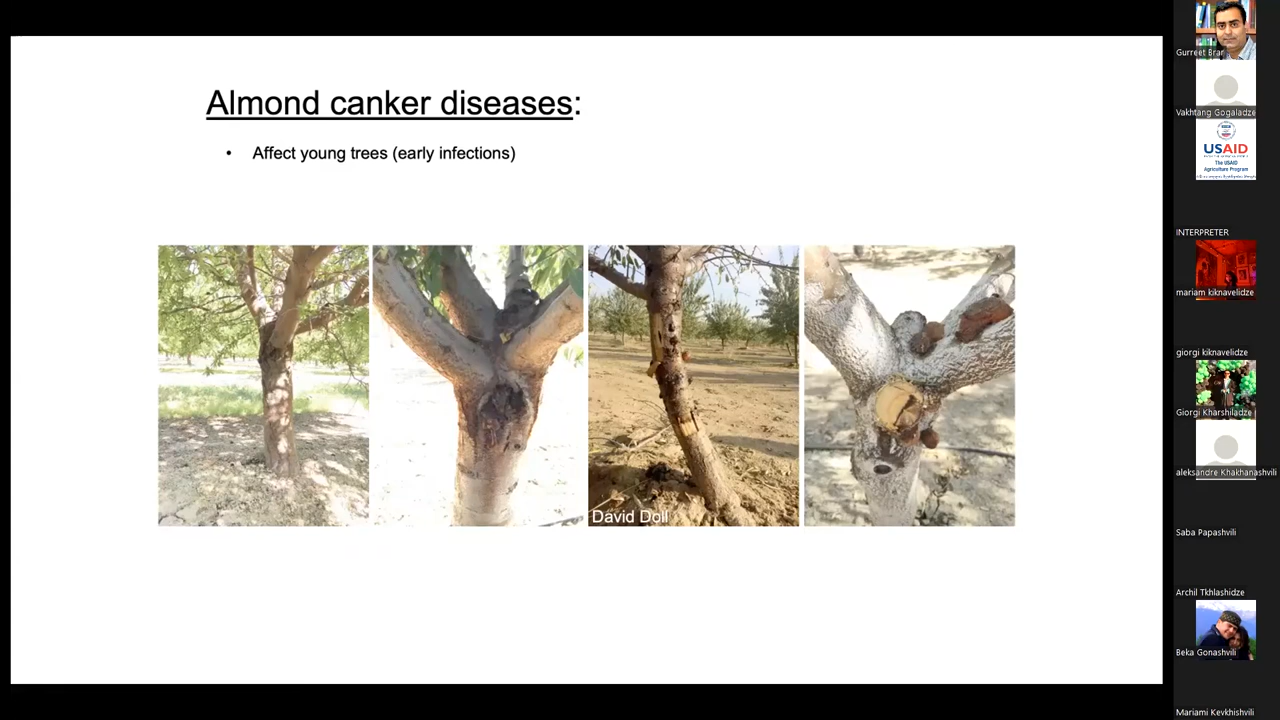 Almond canker diseases:
• Affect young trees (early infections)
David Doll
Gurreet Brar
Vakhtang Gogaladze
USAID
The USAID
Agriculture Program
INTERPRETER
mariam kiknavelidze
giorgi kiknavelidze
Giorgi Kharshiladze
aleksandre Khakhanashvili
Saba Papashvili
Archil Tkhlashidze
Beka Gonashvili
Mariami Kevkhishvili